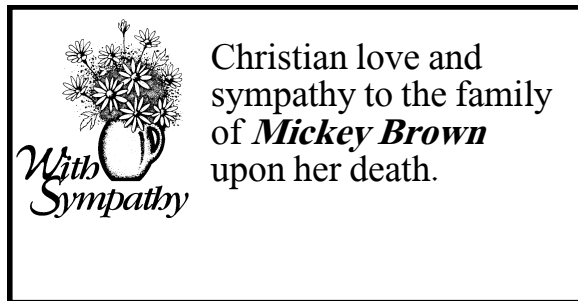 With
Sympathy
Christian love and
sympathy to the family
of Mickey Brown
upon her death.